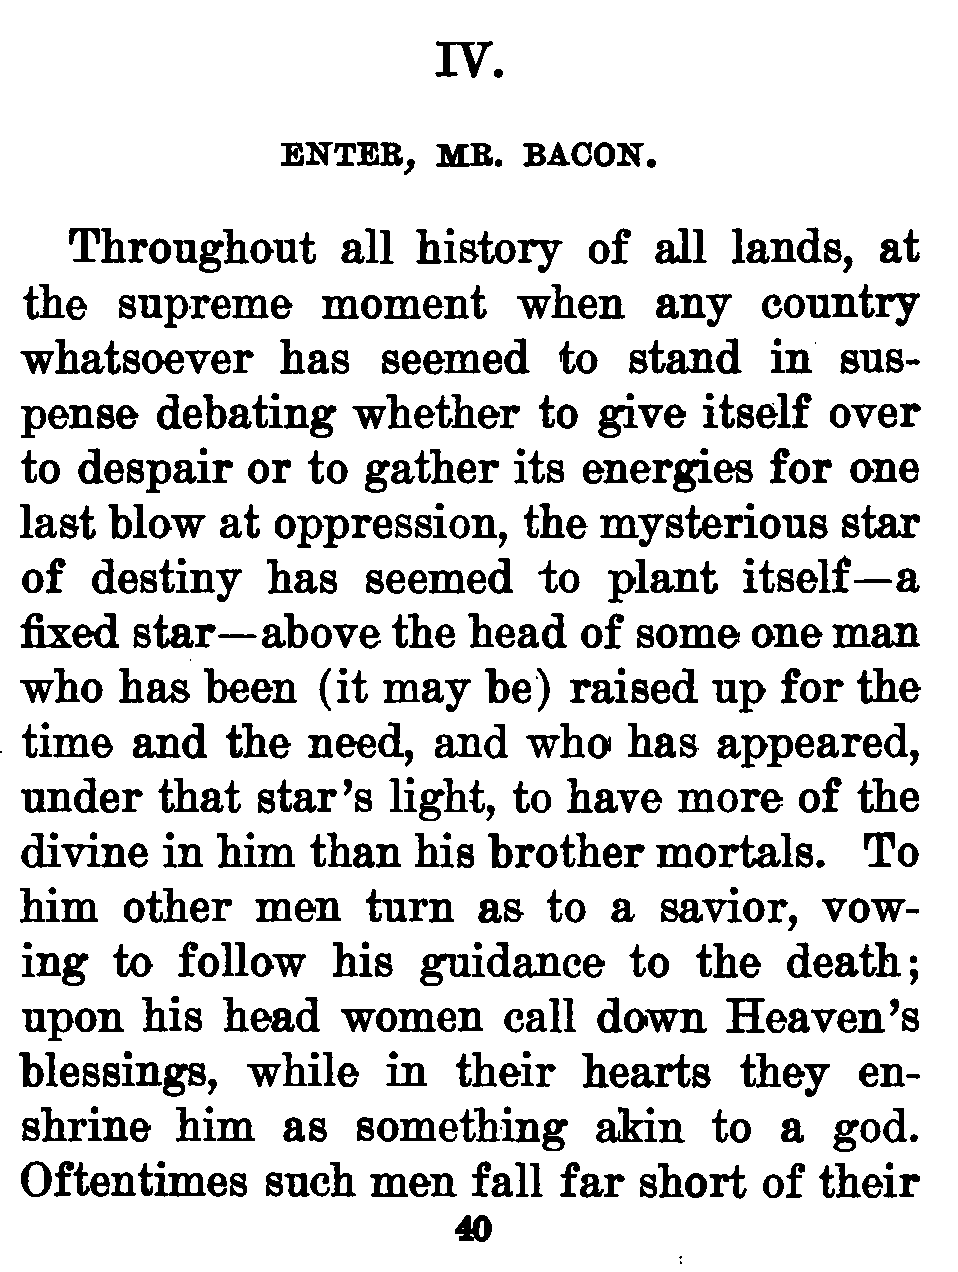 IV.
ENTER, MR. BACON.
Throughout all history of all lands, at
the supreme moment when any country
whatsoever has seemed to stand in sus-
pense debating whether to give itself over
to despair or to gather its energies for one
last blow at oppression, the mysterious star
of destiny has seemed to plant itself—a
fixed star—above the head of some one man
who has been (it may be) raised up for the
time and the need, and who has appeared,
under that star's light, to have more of the
divine in him than his brother mortals. To
him other men turn as to a savior, vow-
ing to follow his guidance to the death;
upon his head women call down Heaven's
blessings, while in their hearts they en-
shrine him as something akin to a god.
Oftentimes such men fall far short of their
40